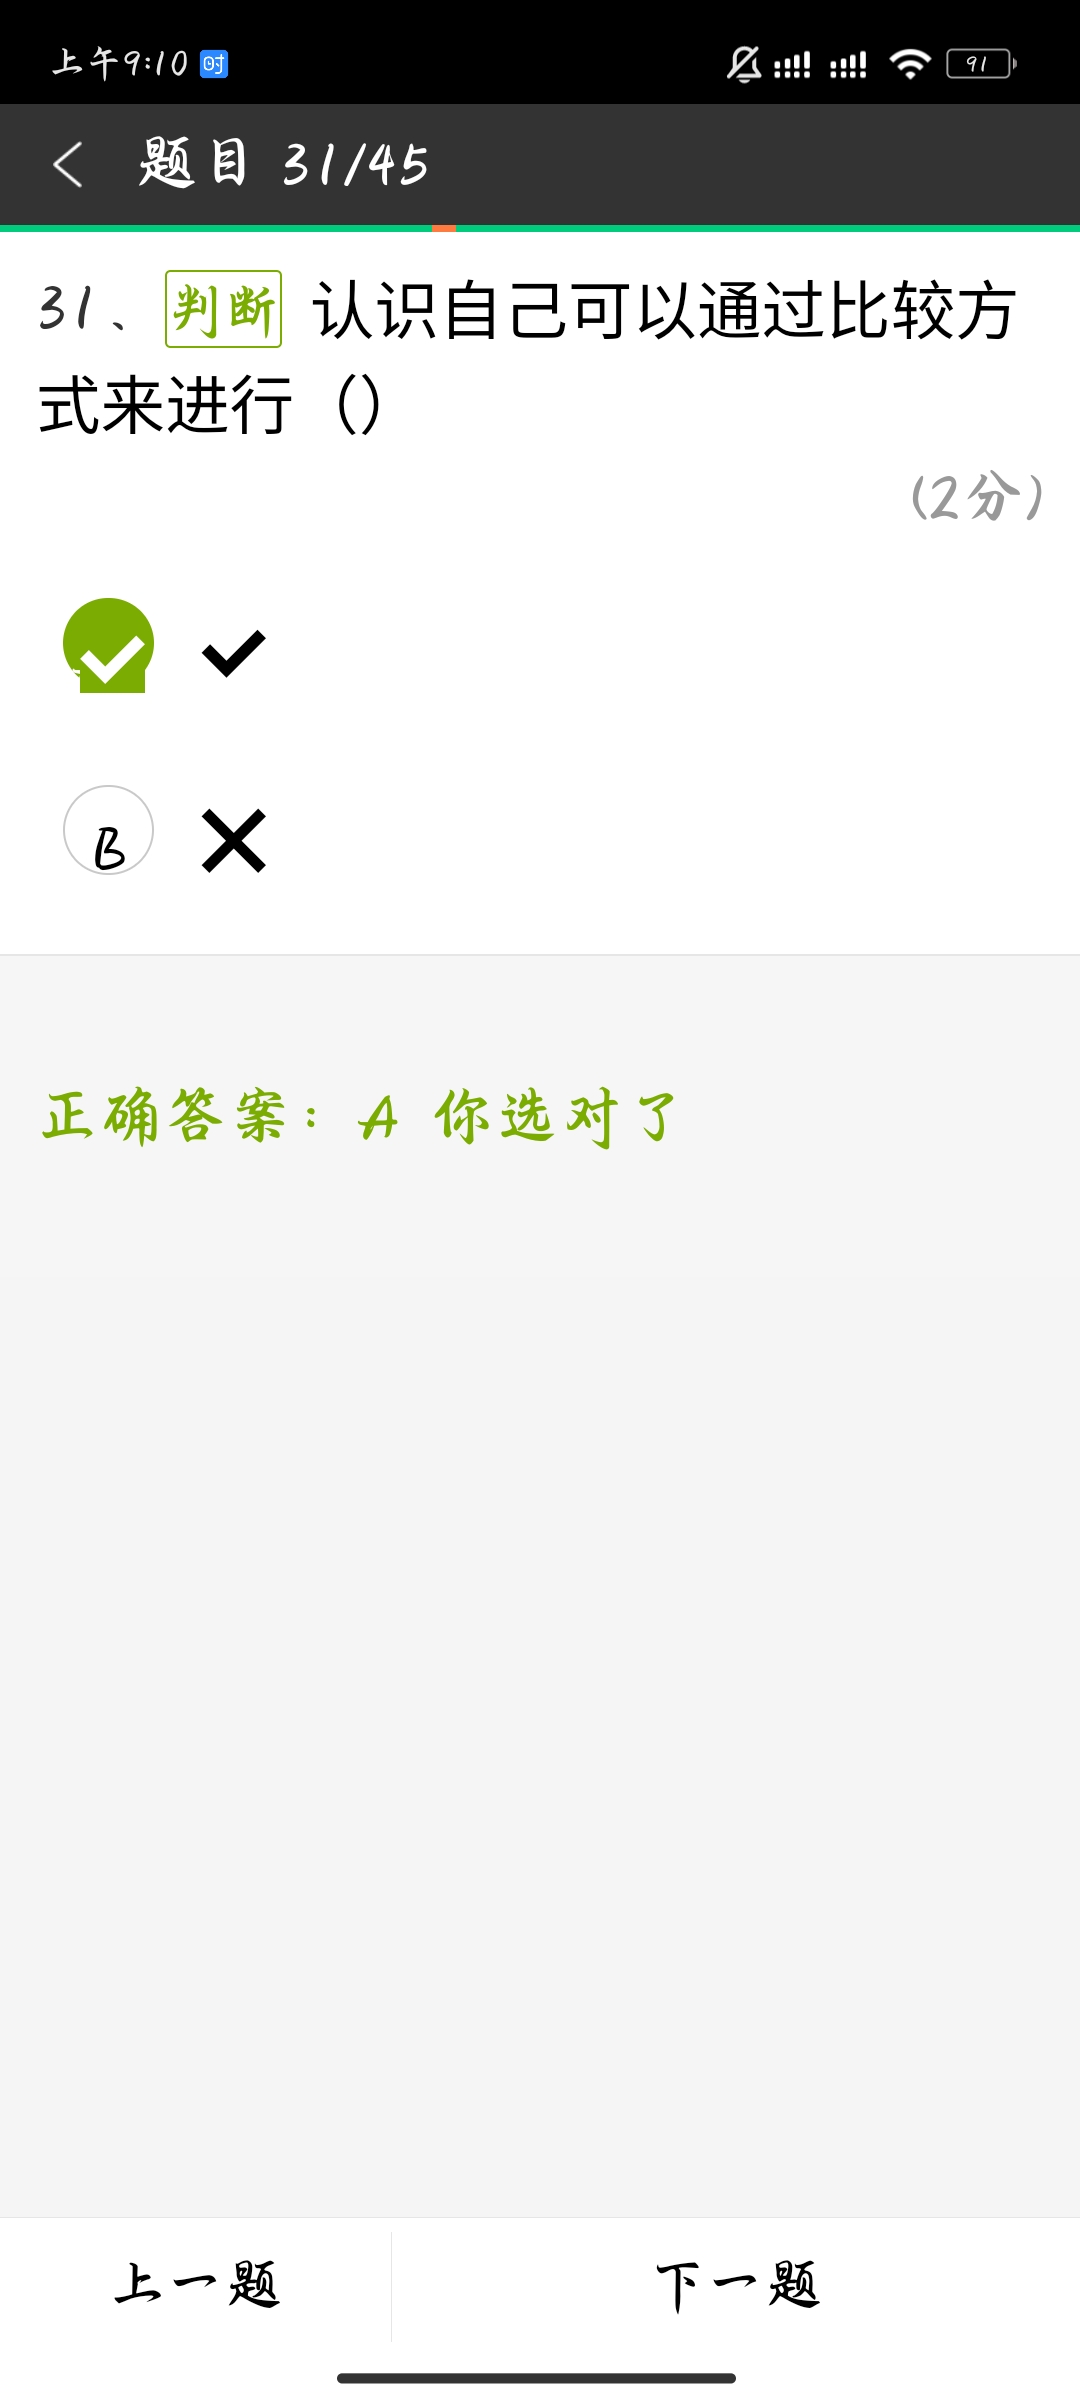 上午9:10 时 91
题目 31/45
31、 判断 认识自己可以通过比较方
式来进行（）
(2分)
B
正确答案：A 你选对了
上一题 下一题